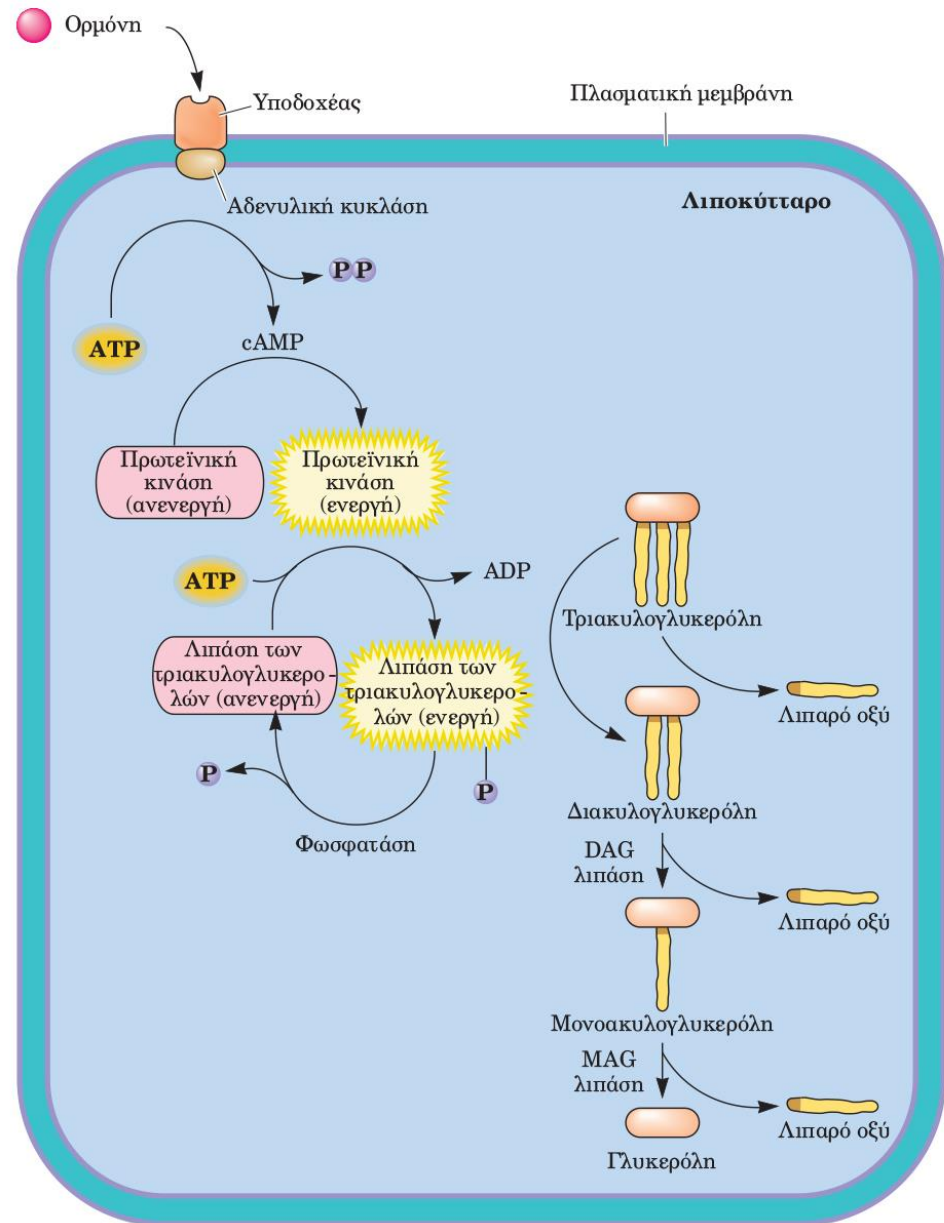 Ορμόνη
Υποδοχέας
Πλασματική μεμβράνη
Αδενυλική κυκλάση
Λιποκύτταρο
PP
ATP
cAMP
Πρωτεϊνική
κινάση
(ανενεργή)
Πρωτεϊνική
κινάση
(ενεργή)
ATP
ADP
Λιπάση των
τριακυλογλυκερο-
λών (ανενεργή)
Λιπάση των
τριακυλογλυκερο-
λών (ενεργή)
P
P
Φωσφατάση
Τριακυλογλυκερόλη
Λιπαρό οξύ
Διακυλογλυκερόλη
DAG
λιπάση
Λιπαρό οξύ
Μονοακυλογλυκερόλη
MAG
λιπάση
Λιπαρό οξύ
Γλυκερόλη